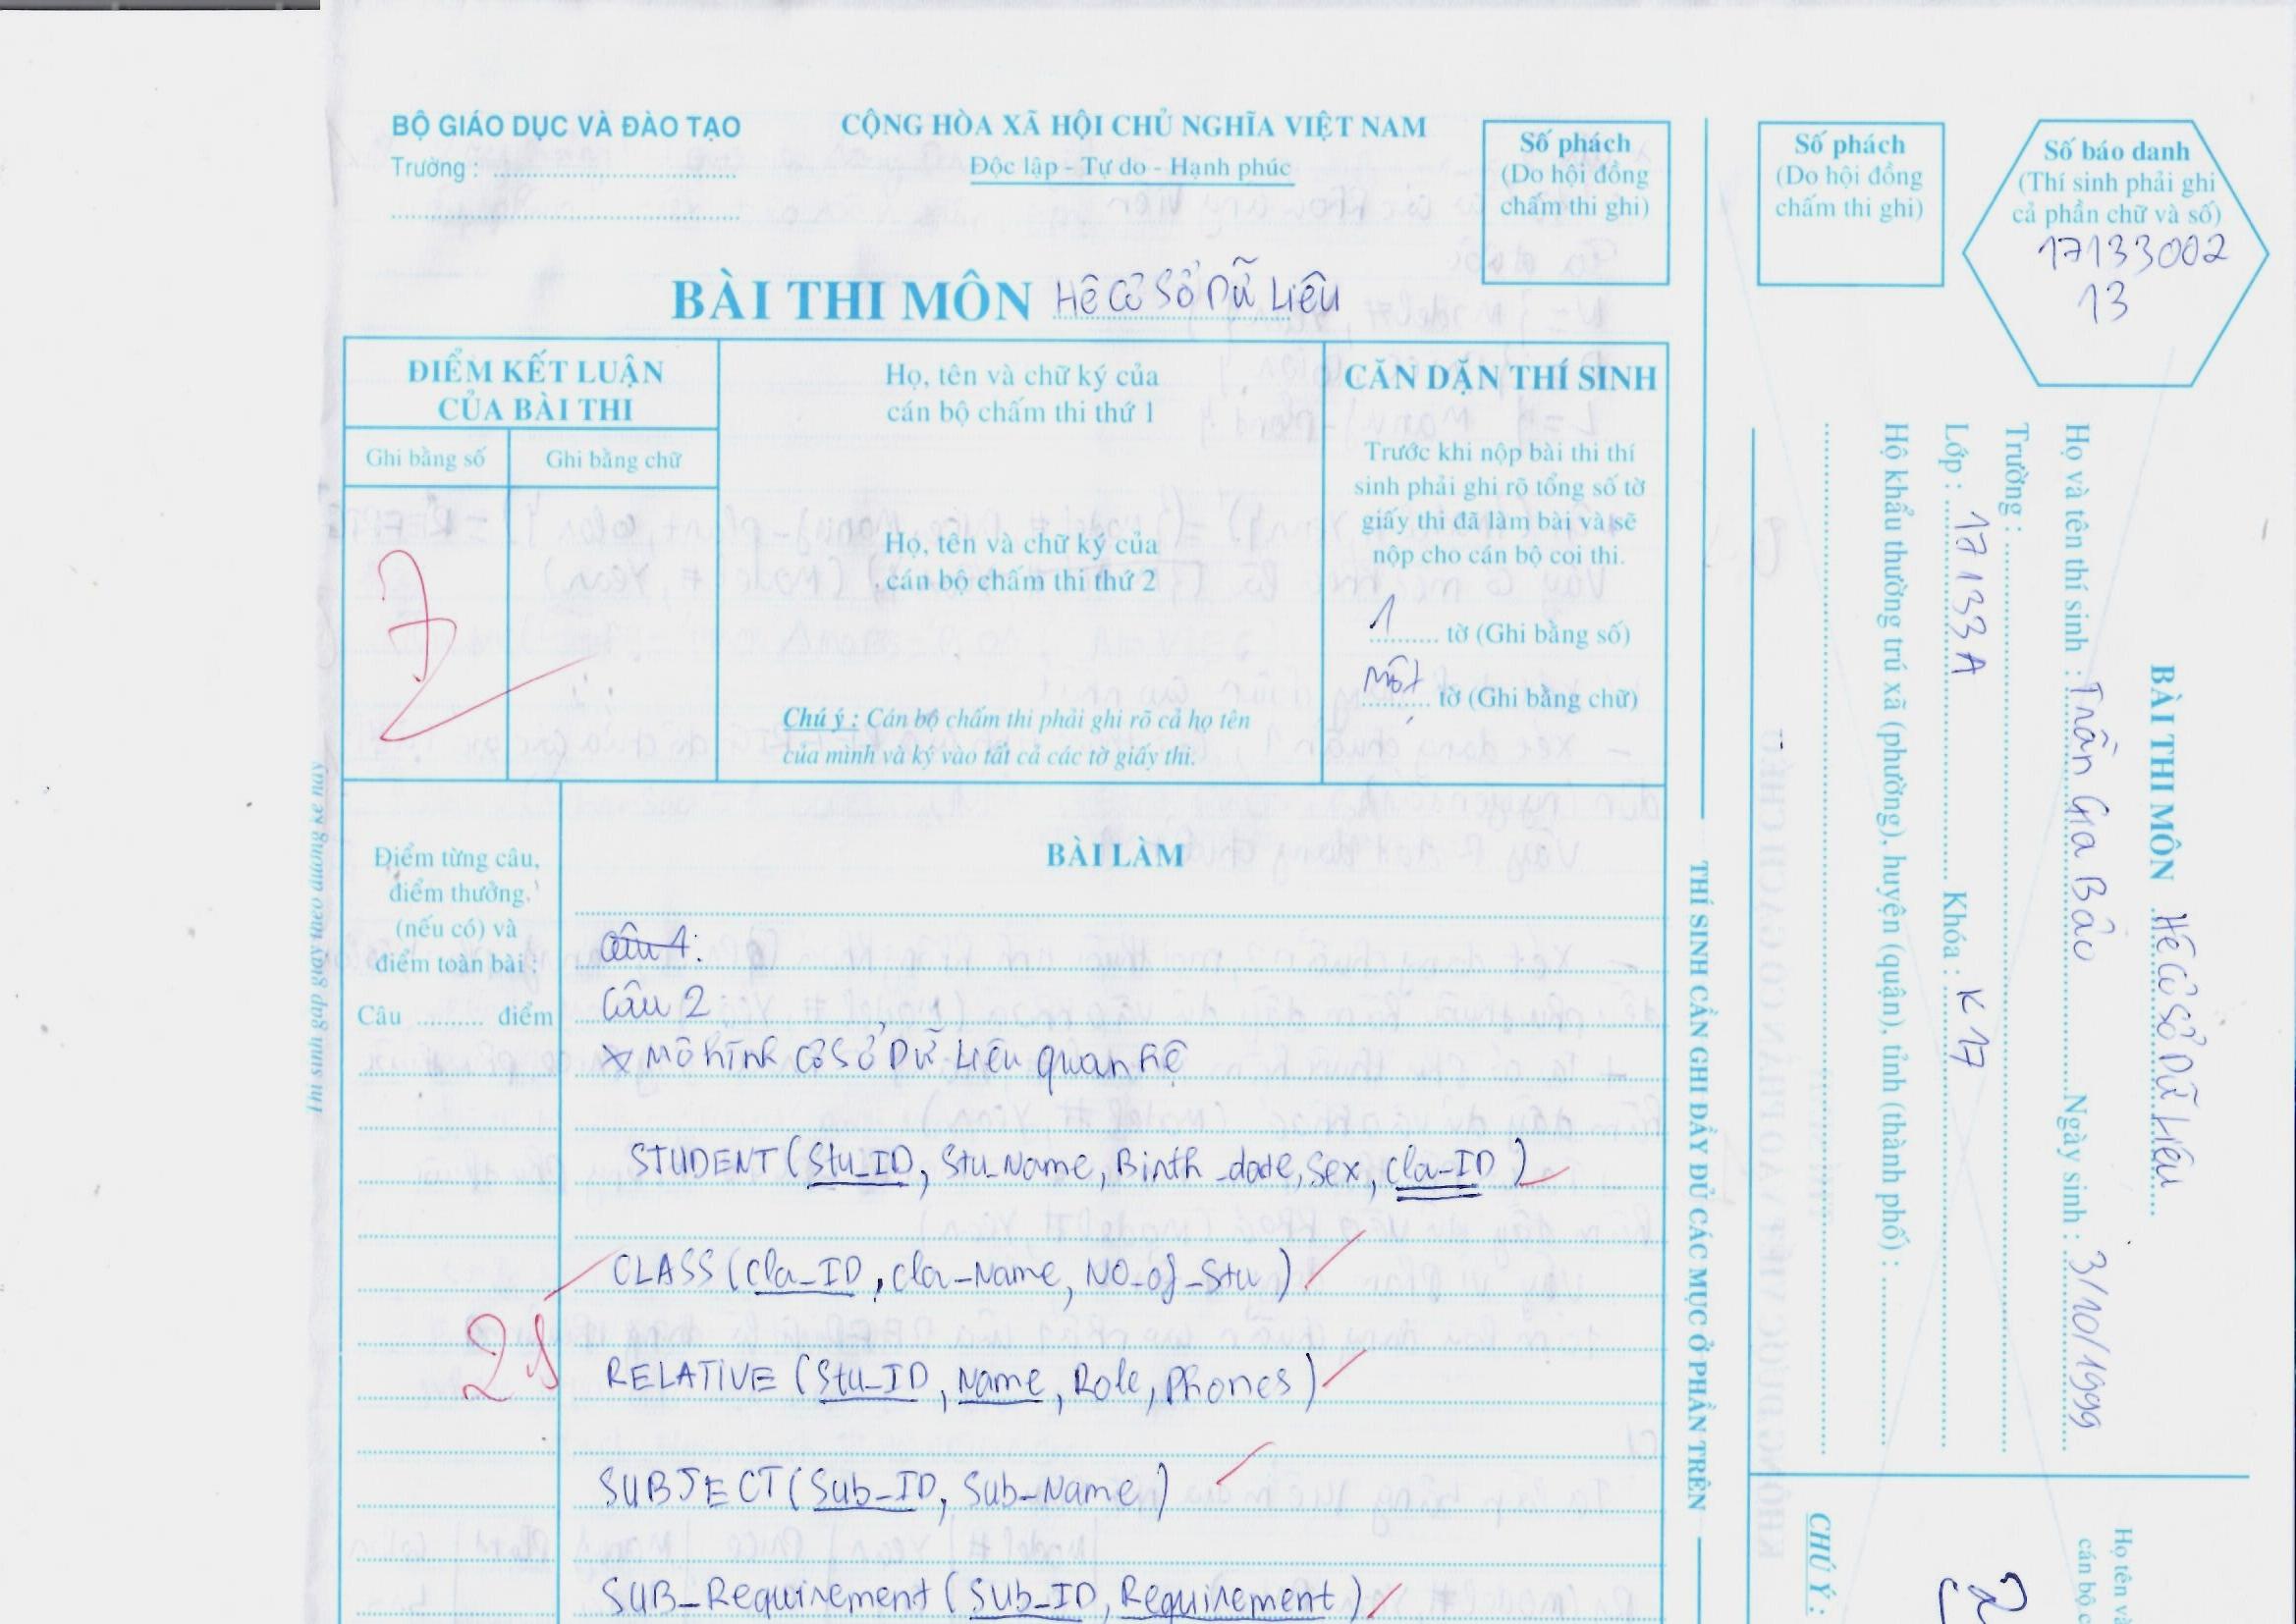 BỘ GIÁO DỤC VÀ ĐÀO TẠO
Trường : ..........
CỘNG HÒA XÃ HỘI CHỦ NGHĨA VIỆT NAM
Độc lập - Tự do - Hạnh phúc
Số phách
(Do hội đồng
chấm thi ghi)
Số phách
(Do hội đồng
chấm thi ghi)
Số báo danh
(Thí sinh phải ghi
cả phần chữ và số)
17133002
13
BÀI THI MÔN Hệ Cơ Sở Dữ Liệu
ĐIỂM KẾT LUẬN
CỦA BÀI THI
Ghi bằng số
Ghi bằng chữ
7
Họ, tên và chữ ký của
cán bộ chấm thi thứ 1
Họ, tên và chữ ký của
cán bộ chấm thi thứ 2
Chú ý : Cán bộ chấm thi phải ghi rõ cả họ tên
của mình và ký vào tất cả các tờ giấy thi.
CĂN DẶN THÍ SINH
Trước khi nộp bài thi thí
sinh phải ghi rõ tổng số tờ
giấy thi đã làm bài và sẽ
nộp cho cán bộ coi thi.
1 .......... tờ (Ghi bằng số)
Một .......... tờ (Ghi bằng chữ)
Thí sinh gấp giấy theo đường kẻ này
Điểm từng câu,
điểm thưởng,
(nếu có) và
điểm toàn bài :
Câu .......... điểm
BÀI LÀM
Câu 1:
Câu 2
* Mô hình Cơ Sở Dữ Liệu quan hệ
STUDENT (Stu_ID, Stu_Name, Birth_date, Sex, Cla_ID)
CLASS (Cla_ID, Cla_Name, NO_of_Stu)
RELATIVE (Stu_ID, Name, Role, Phones)
SUBJECT (Sub_ID, Sub_Name)
SUB_Requirement (SUb_ID, Requirement)
THÍ SINH CẦN GHI ĐẦY ĐỦ CÁC MỤC Ở PHẦN TRÊN
BÀI THI MÔN Hệ Cơ Sở Dữ Liệu
Họ và tên thí sinh : Trần Gia Bảo Ngày sinh : 3/10/1999
Trường : ..........
Lớp : 17133A Khóa : K17
Hộ khẩu thường trú xã (phường), huyện (quận), tỉnh (thành phố) : ..........
CHÚ Ý :
Họ tên và
cán bộ c